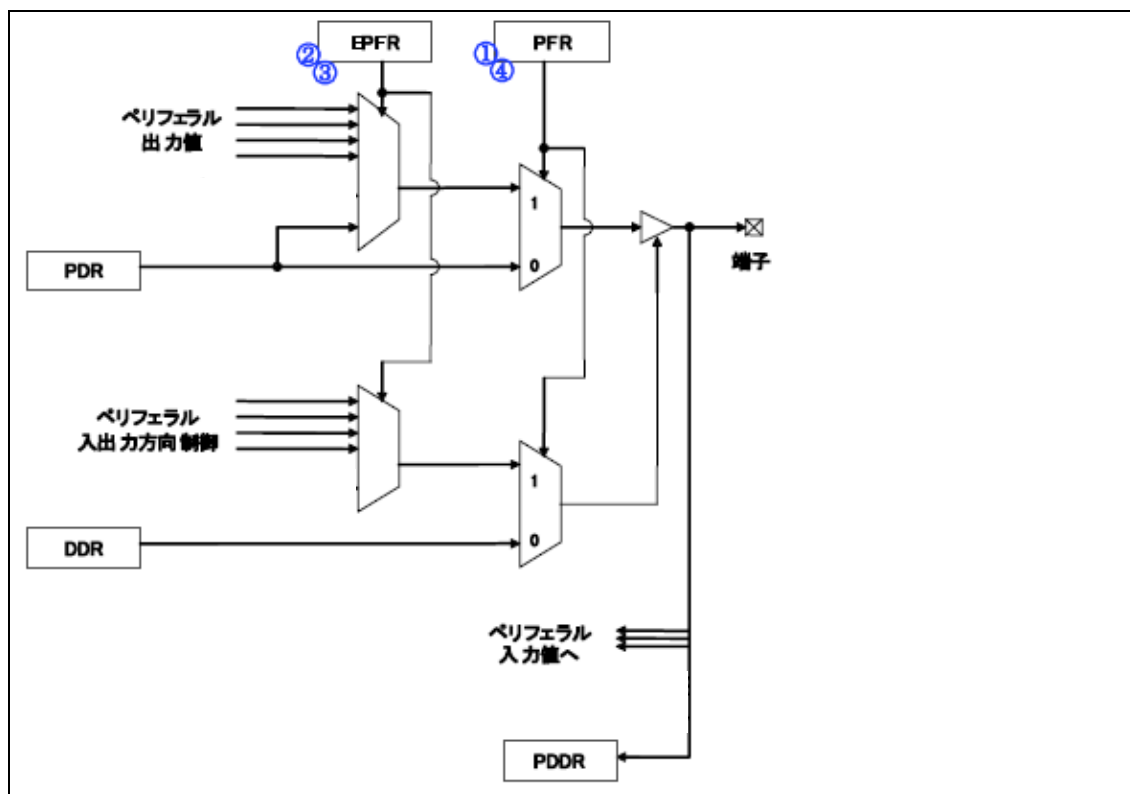 EPFR
PFR
②
③
①
④
ペリフェラル
出力値
1
0
PDR
端子
ペリフェラル
入出力方向制御
1
0
DDR
ペリフェラル
入力値へ
PDDR